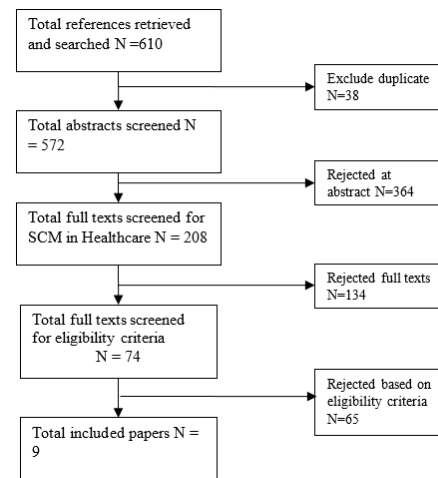 Total references retrieved
and searched N =610
Exclude duplicate
N=38
Total abstracts screened N
= 572
Rejected at
abstract N=364
Total full texts screened for
SCM in Healthcare N = 208
Rejected full texts
N=134
Total full texts screened
for eligibility criteria
N = 74
Rejected based on
eligibility criteria
N=65
Total included papers N =
9